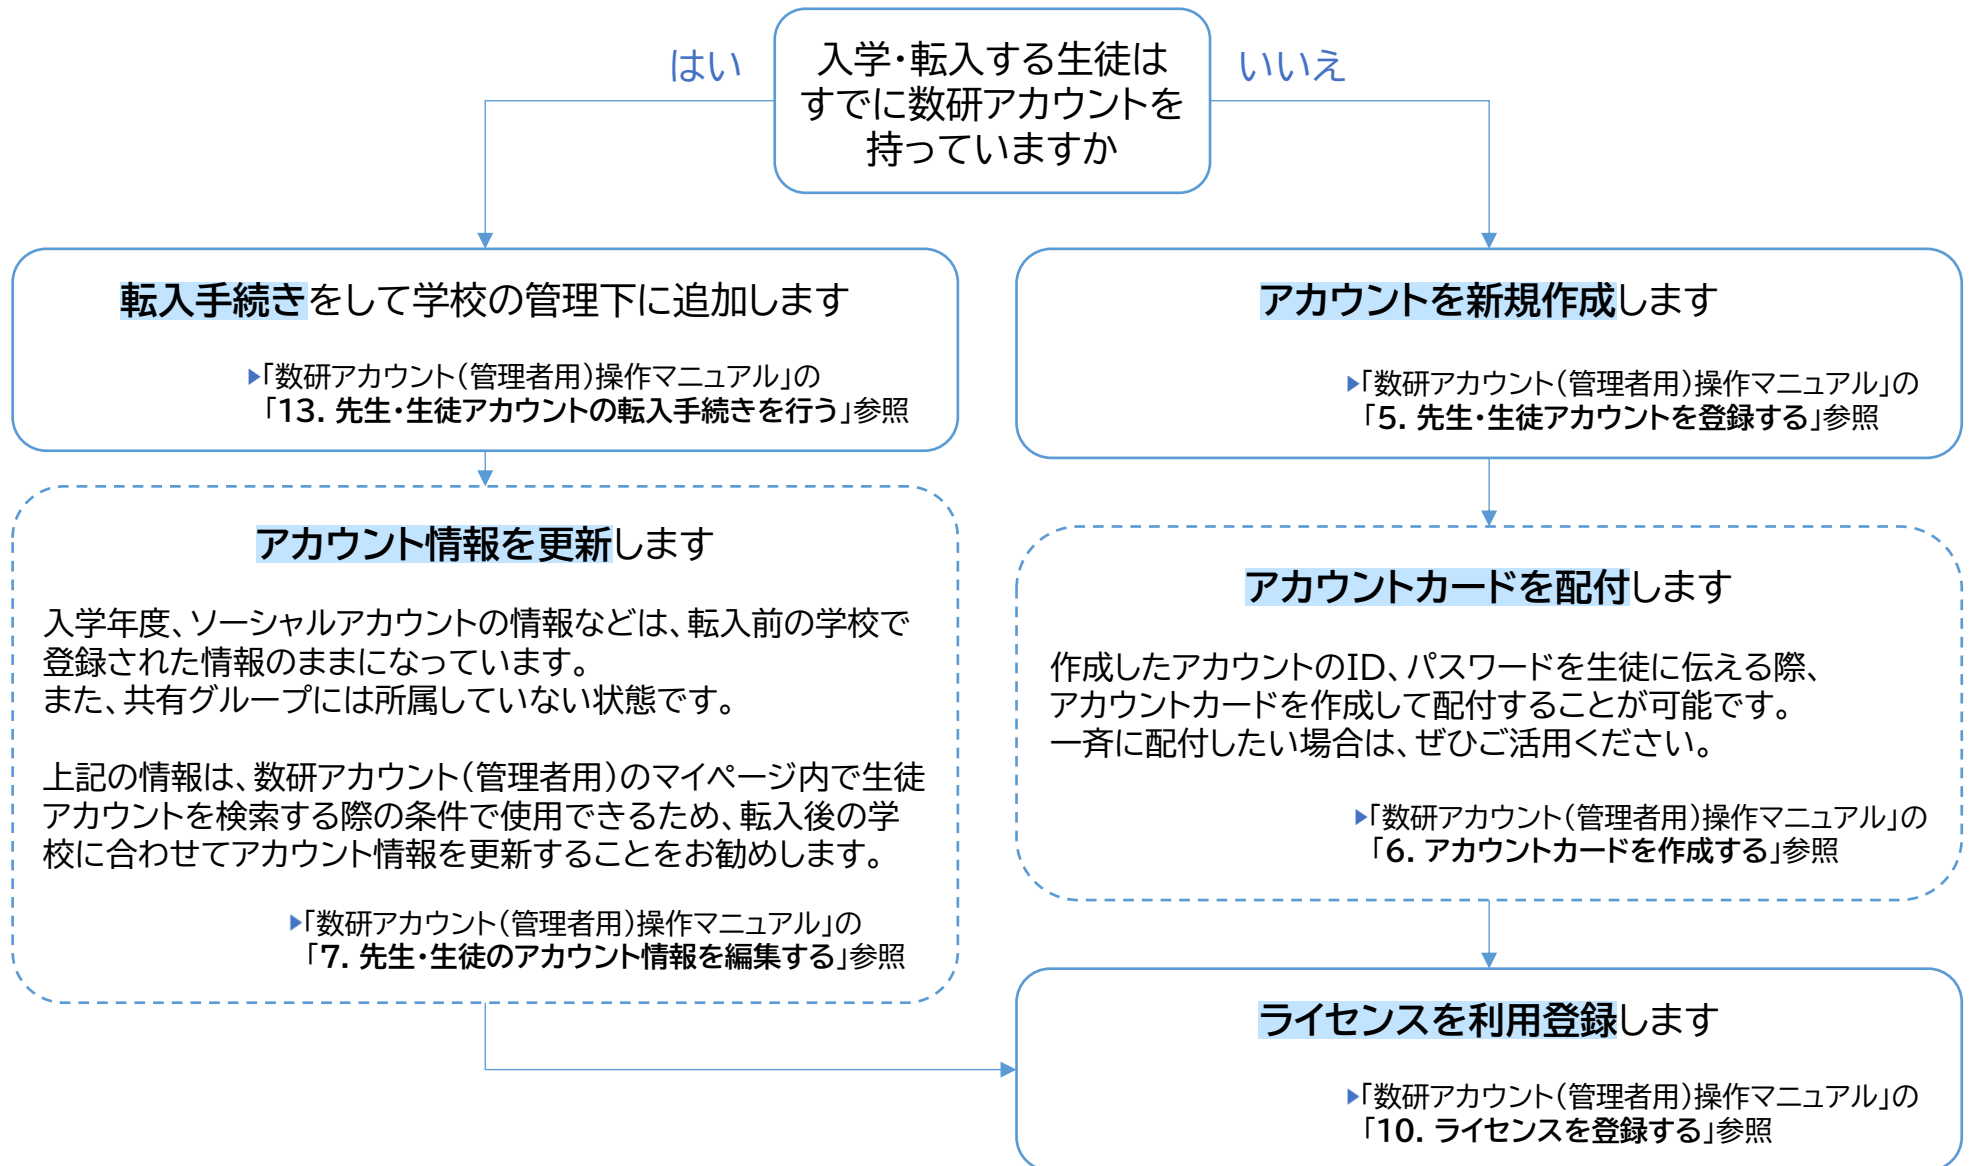 入学・転入する生徒は
すでに数研アカウントを
持っていますか
はい
いいえ
転入手続きをして学校の管理下に追加します
▶「数研アカウント（管理者用）操作マニュアル」の
「13. 先生・生徒アカウントの転入手続きを行う」参照
アカウント情報を更新します
入学年度、ソーシャルアカウントの情報などは、転入前の学校で
登録された情報のままになっています。
また、共有グループには所属していない状態です。
上記の情報は、数研アカウント（管理者用）のマイページ内で生徒
アカウントを検索する際の条件で使用できるため、転入後の学
校に合わせてアカウント情報を更新することをお勧めします。
▶「数研アカウント（管理者用）操作マニュアル」の
「7. 先生・生徒のアカウント情報を編集する」参照
アカウントを新規作成します
▶「数研アカウント（管理者用）操作マニュアル」の
「5. 先生・生徒アカウントを登録する」参照
アカウントカードを配付します
作成したアカウントのID、パスワードを生徒に伝える際、
アカウントカードを作成して配付することが可能です。
一斉に配付したい場合は、ぜひご活用ください。
▶「数研アカウント（管理者用）操作マニュアル」の
「6. アカウントカードを作成する」参照
ライセンスを利用登録します
▶「数研アカウント（管理者用）操作マニュアル」の
「10. ライセンスを登録する」参照